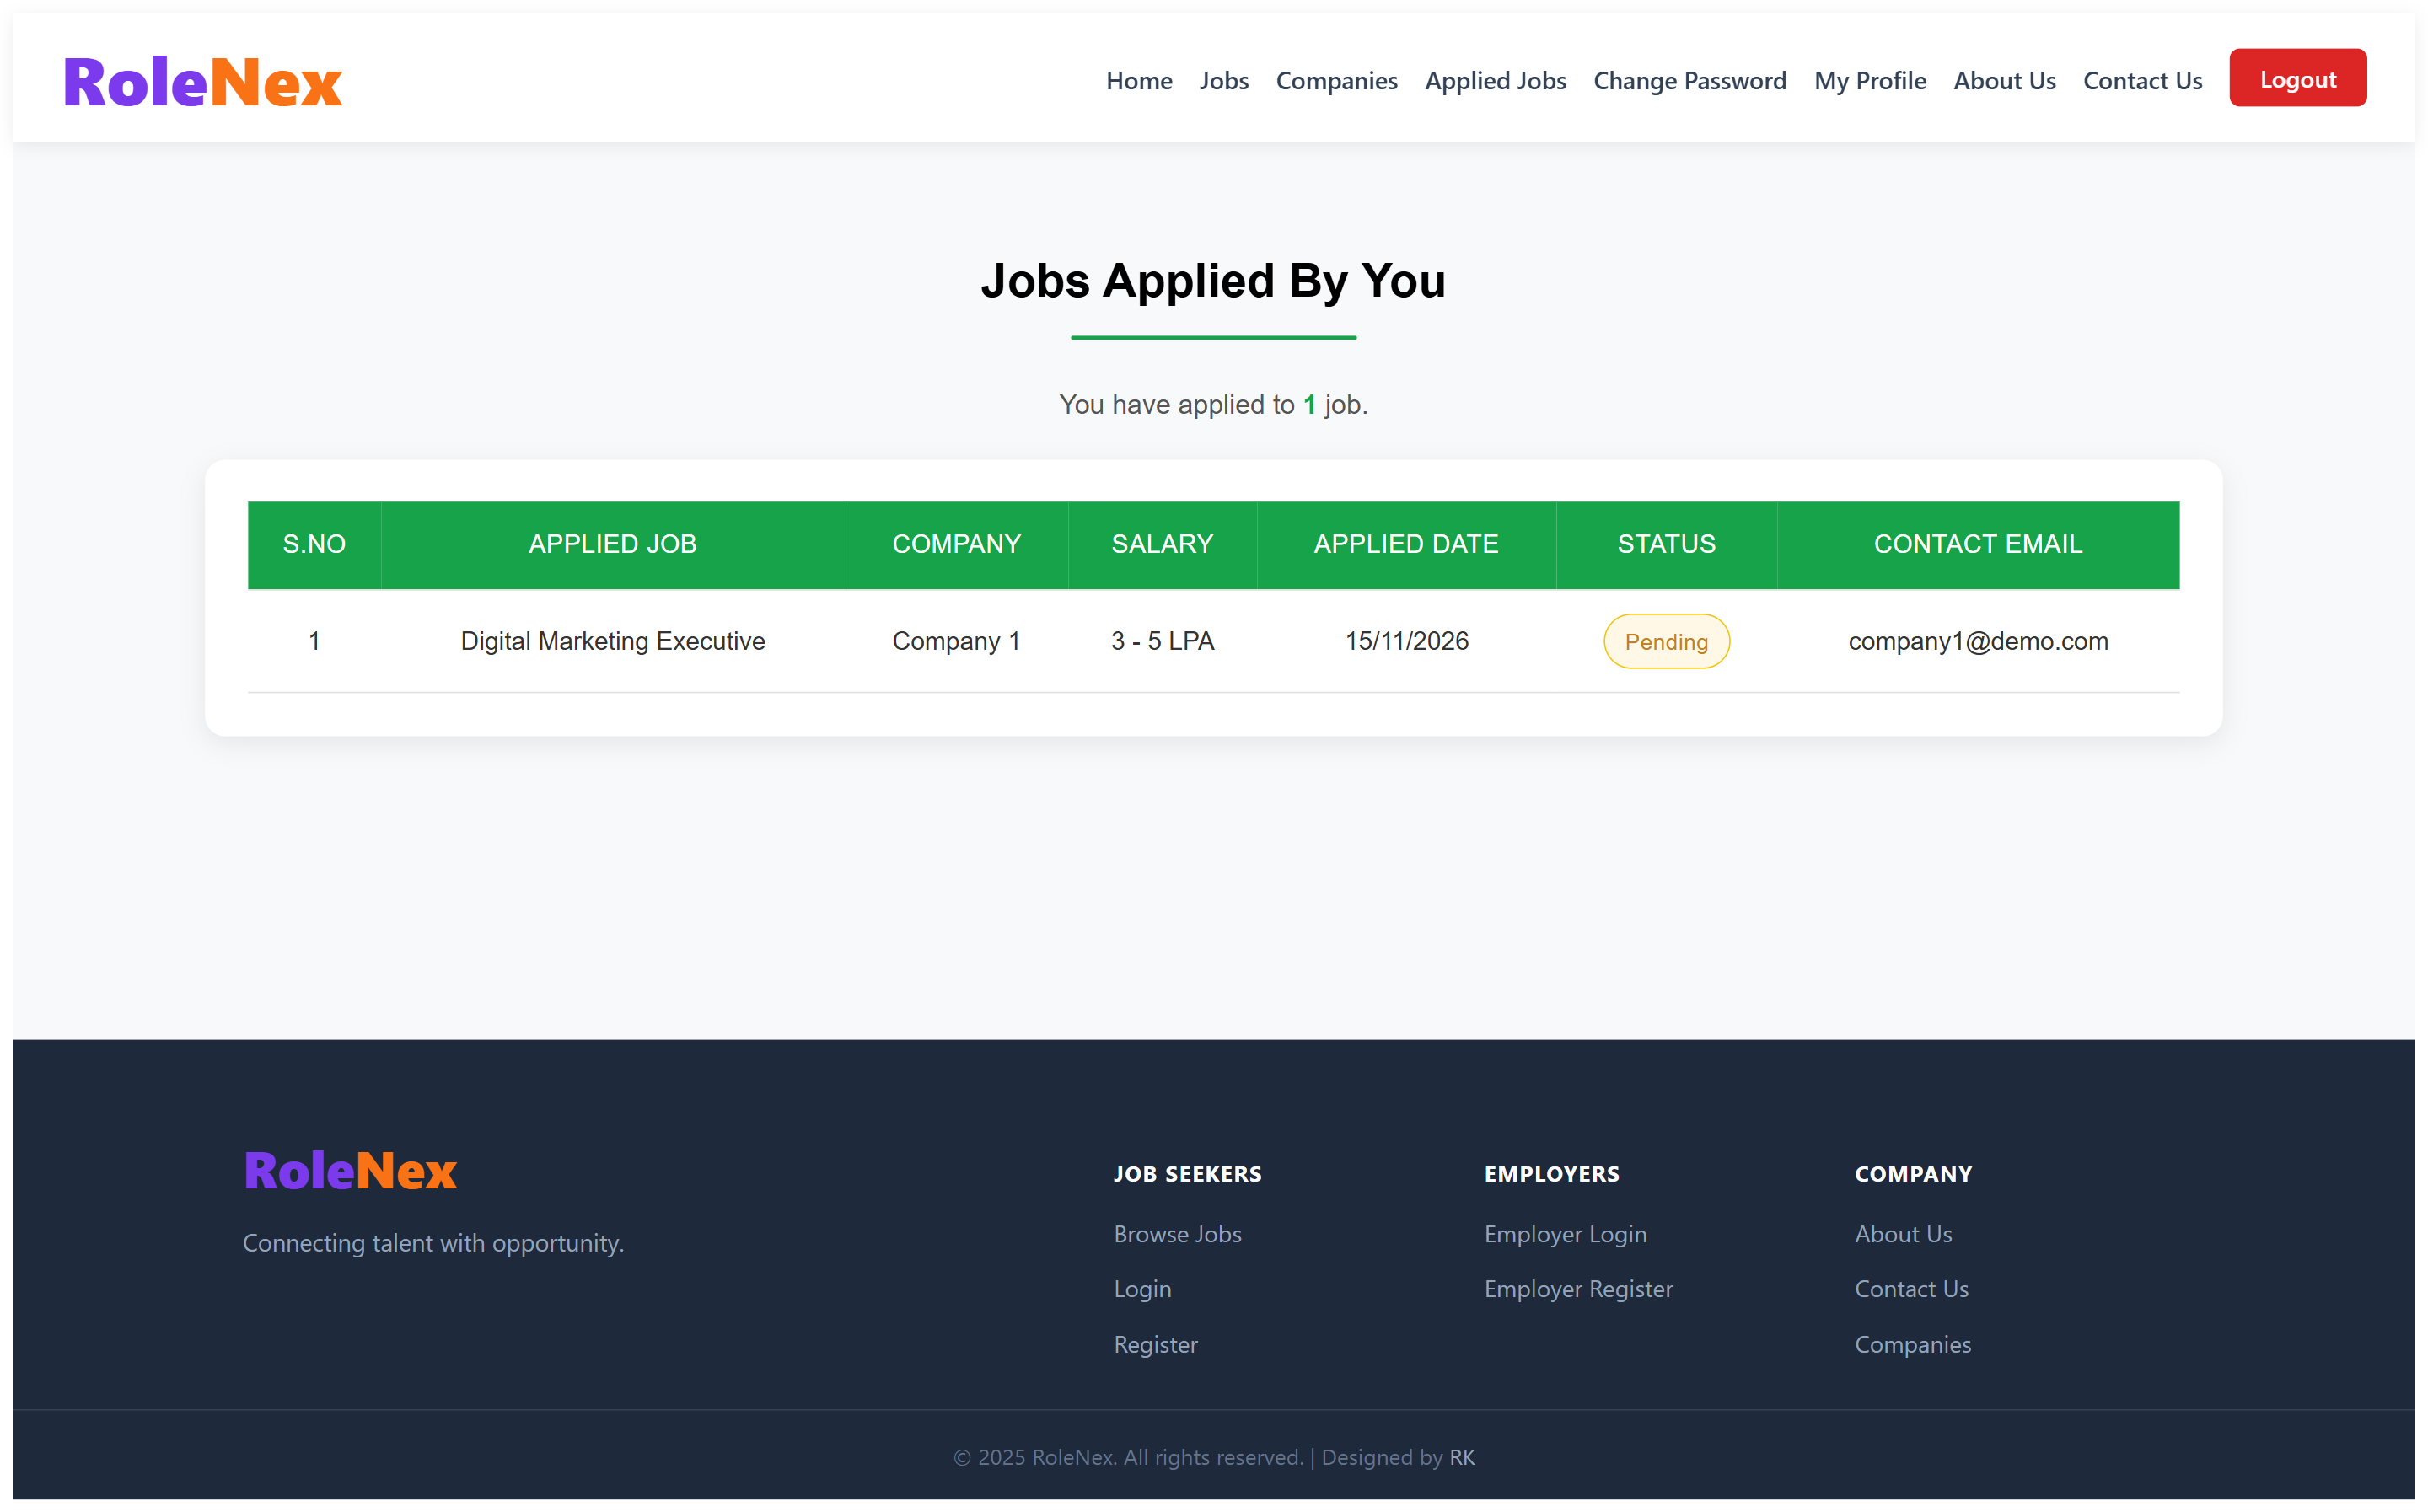 RoleNex
Home Jobs Companies Applied Jobs Change Password My Profile About Us Contact Us Logout
Jobs Applied By You
You have applied to 1 job.
S.NO APPLIED JOB COMPANY SALARY APPLIED DATE STATUS CONTACT EMAIL
1 Digital Marketing Executive Company 1 3 - 5 LPA 15/11/2026 Pending company1@demo.com
RoleNex
Connecting talent with opportunity.
JOB SEEKERS
Browse Jobs
Login
Register
EMPLOYERS
Employer Login
Employer Register
COMPANY
About Us
Contact Us
Companies
© 2025 RoleNex. All rights reserved. | Designed by RK